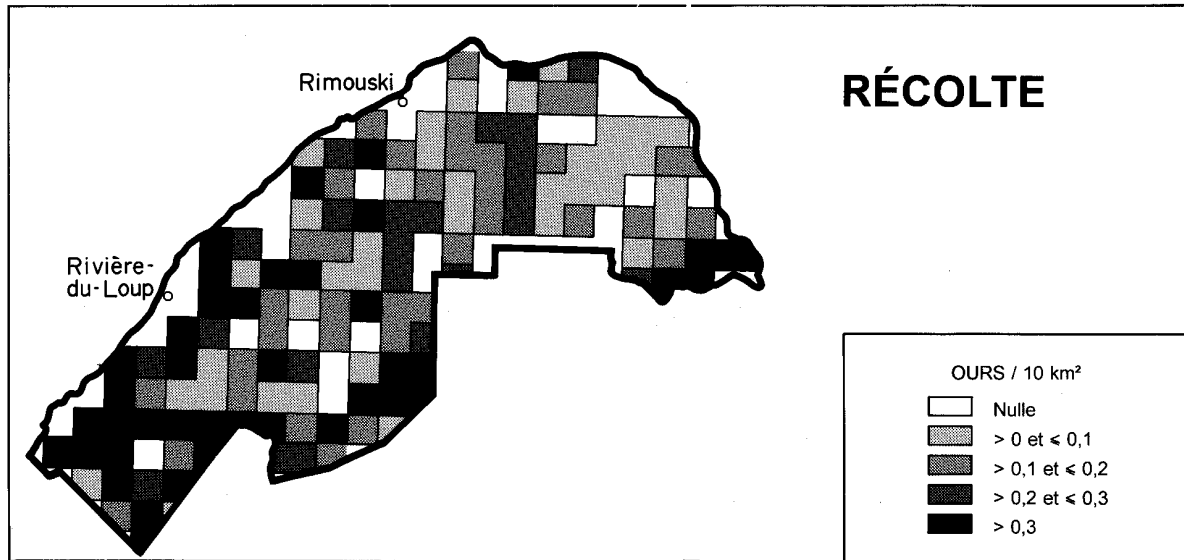 RÉCOLTE
Rimouski
Rivière-
du-Loup
OURS / 10 km²
Nulle
> 0 et ≤ 0,1
> 0,1 et ≤ 0,2
> 0,2 et ≤ 0,3
> 0,3